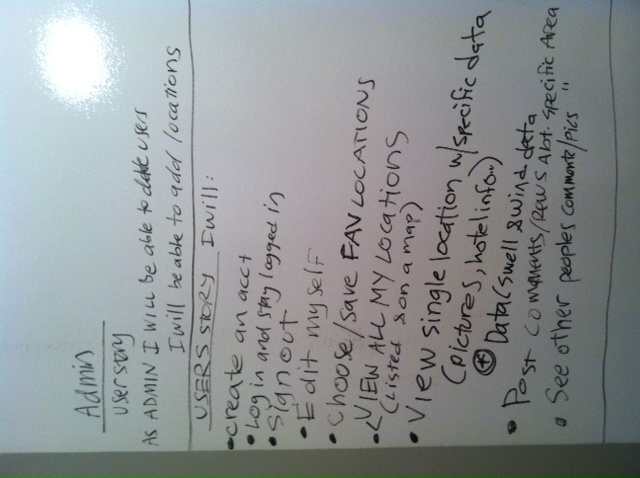 Admin
User story
AS ADMIN I WILL be able to delete users
I will be able to add locations
USERS STORY I will:
• create an acct
• Log in and stay logged in
• Sign out
• Edit myself
• choose/save FAV LOCATIONS
• VIEW ALL MY LOCATIONS
(Listed & on a map)
• View single location w/specific data
(pictures, hotel info..)
* Data (swell & wind data
• Post comments/Revs Abt. specific Area
• See other peoples comments/pics "